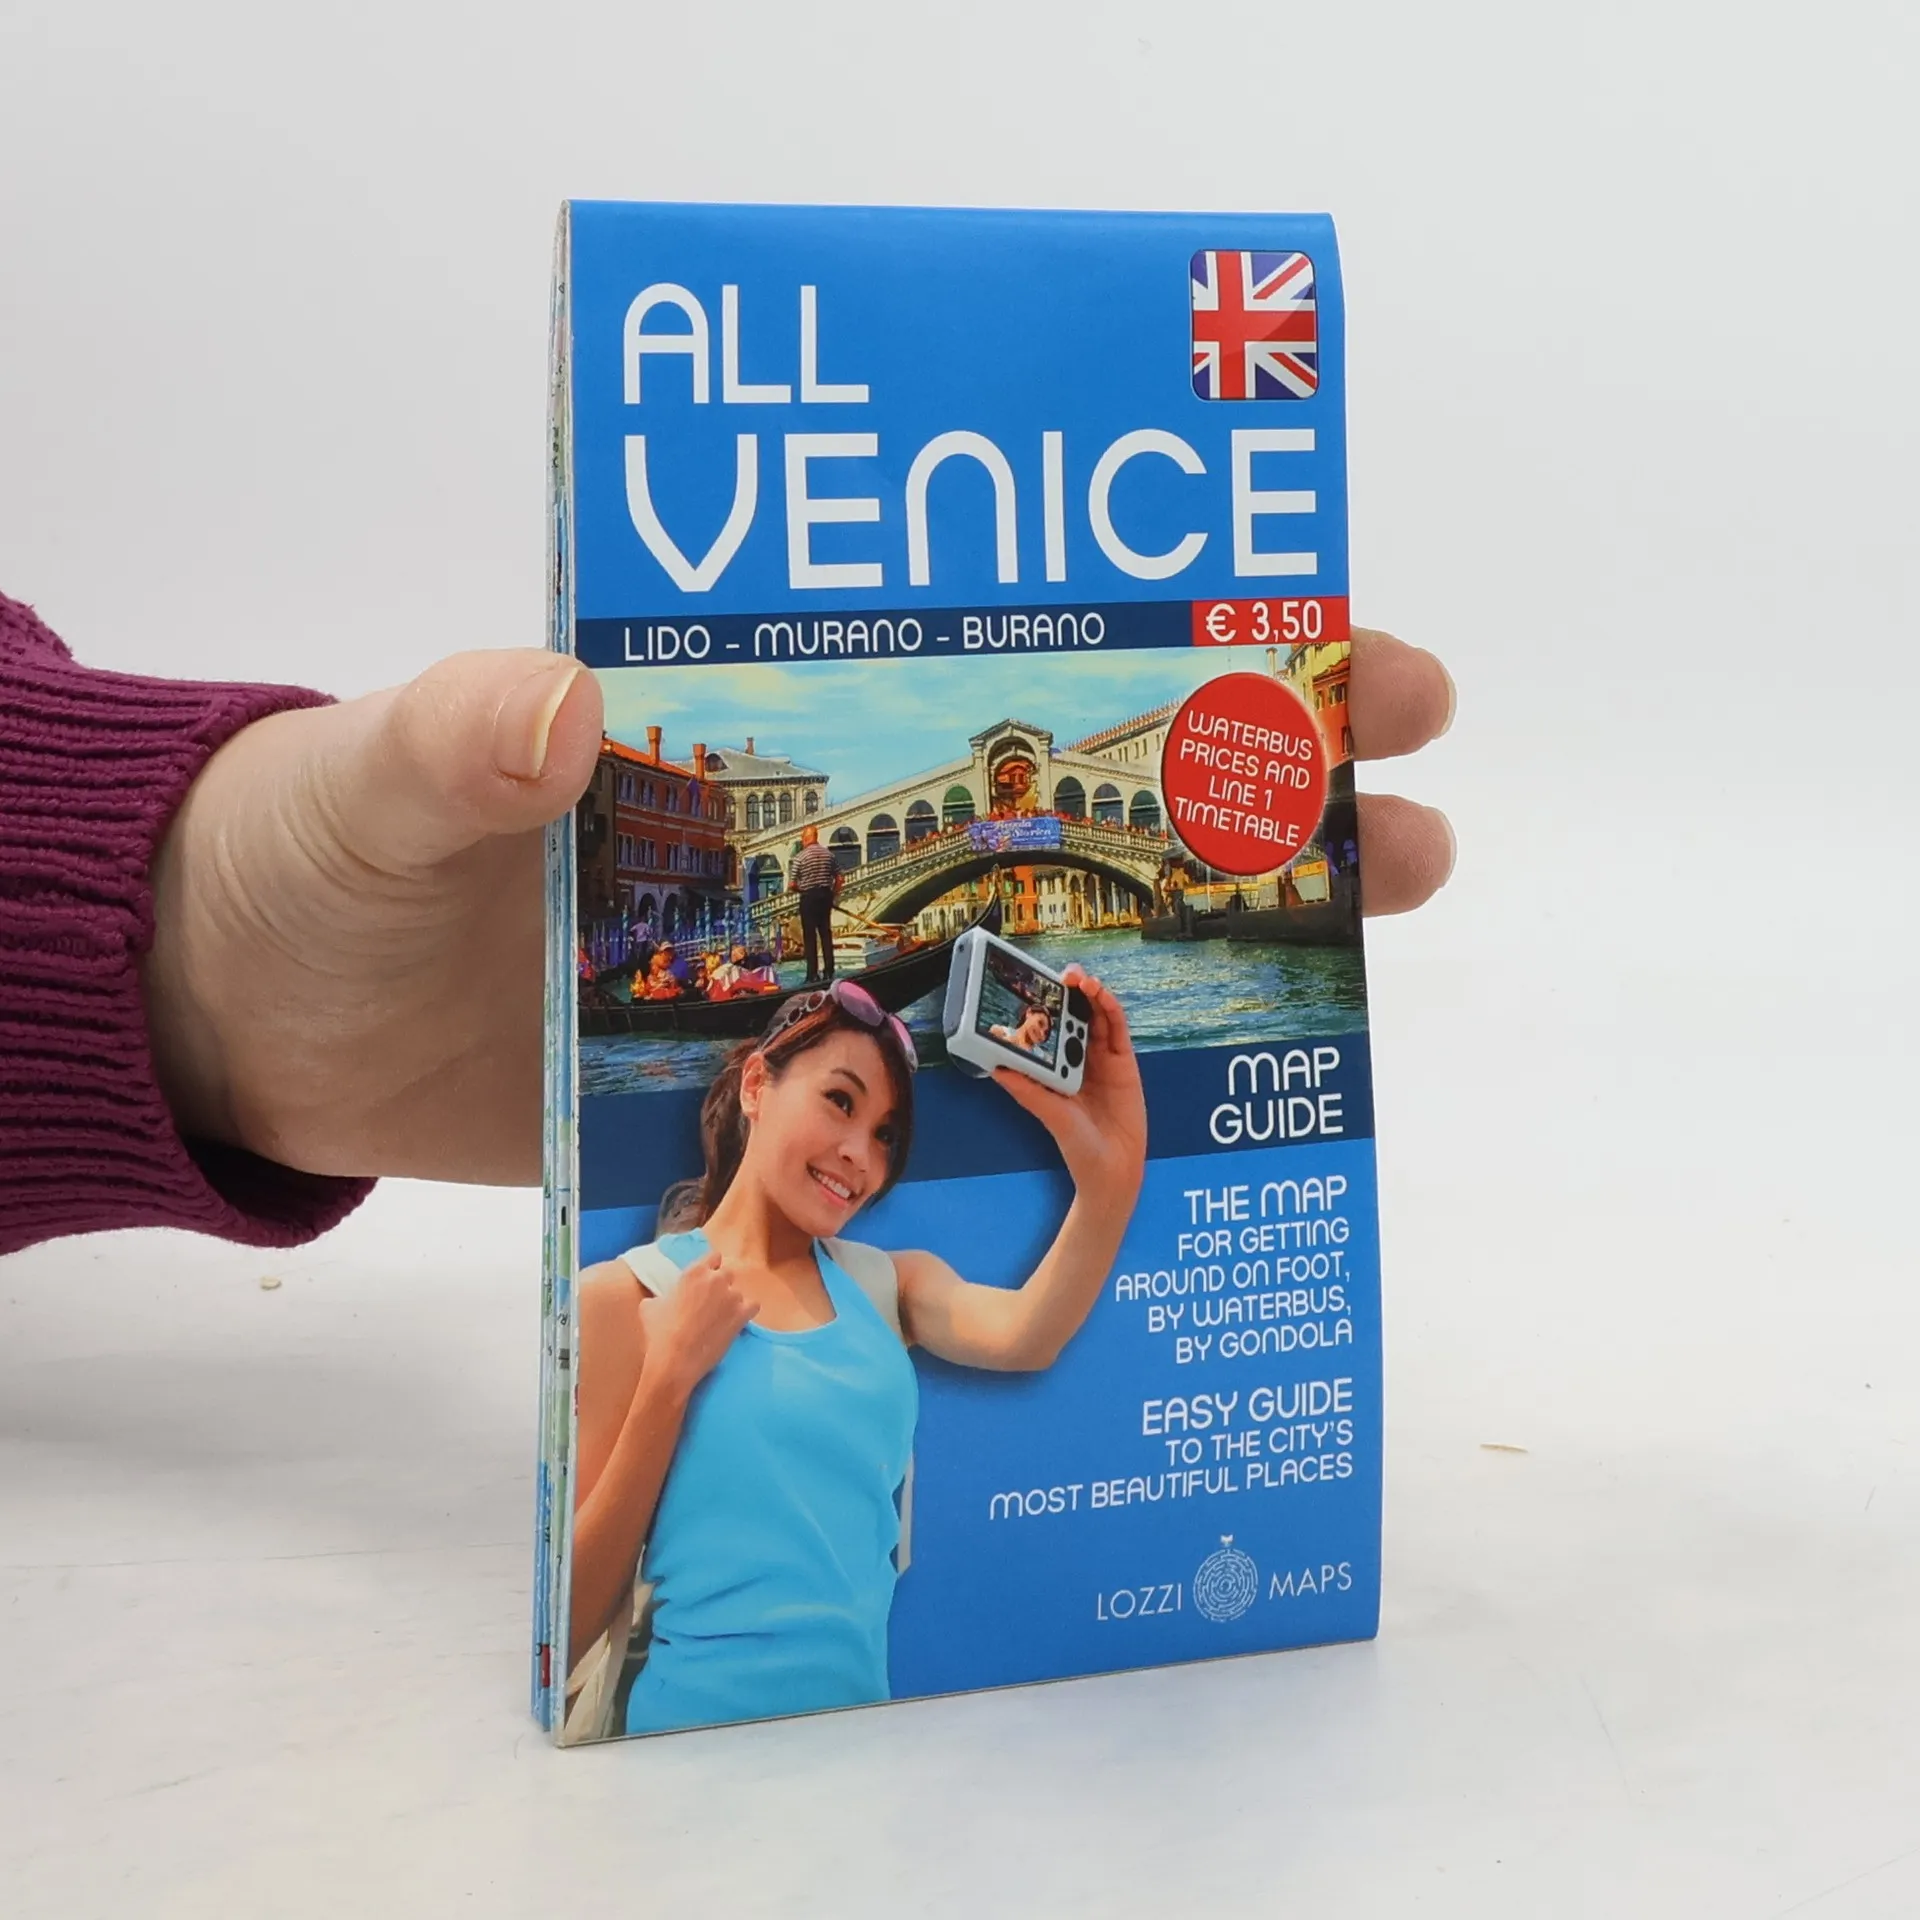 ALL
VENICE
LIDO - MURANO - BURANO
€ 3,50
WATERBUS
PRICES AND
LINE 1
TIMETABLE
MAP
GUIDE
THE MAP
FOR GETTING
AROUND ON FOOT,
BY WATERBUS,
BY GONDOLA
EASY GUIDE
TO THE CITY'S
MOST BEAUTIFUL PLACES
LOZZI MAPS